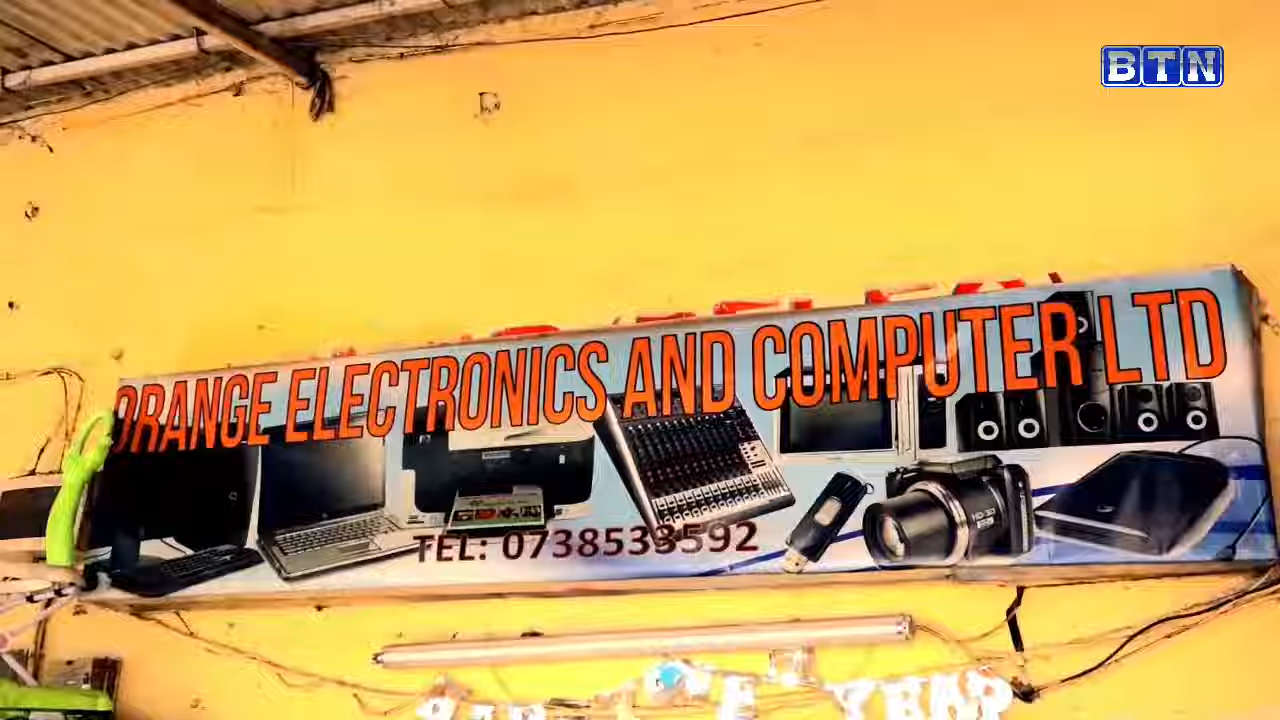 BTN
ORANGE ELECTRONICS AND COMPUTER LTD
TEL: 0738533592